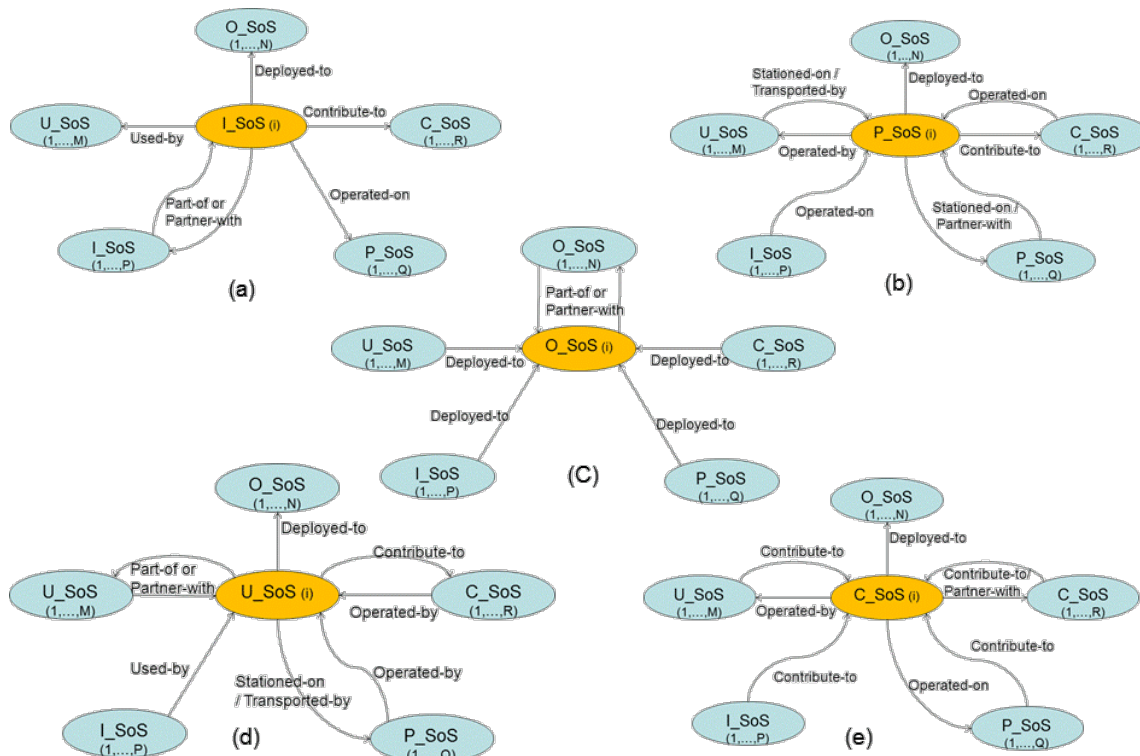 O_SoS
(1,...,N)
Deployed-to
U_SoS
(1,...,M)
Used-by
I_SoS (i)
Contribute-to
C_SoS
(1,...,R)
Part-of or
Partner-with
Operated-on
I_SoS
(1,...,P)
P_SoS
(1,...,Q)
(a)
O_SoS
(1,..,N)
Stationed-on /
Transported-by
Deployed-to
Operated-on
U_SoS
(1,...,M)
Operated-by
P_SoS (i)
Contribute-to
C_SoS
(1,...,R)
Operated-on
Stationed-on /
Partner-with
I_SoS
(1,...,P)
P_SoS
(1,...,Q)
(b)
O_SoS
(1,...,N)
Part-of or
Partner-with
U_SoS
(1,...,M)
Deployed-to
O_SoS (i)
Deployed-to
C_SoS
(1,...,R)
Deployed-to
Deployed-to
I_SoS
(1,...,P)
P_SoS
(1,...,Q)
(C)
O_SoS
(1,...,N)
Deployed-to
Part-of or
Partner-with
Contribute-to
U_SoS
(1,...,M)
U_SoS (i)
Operated-by
C_SoS
(1,...,R)
Used-by
Stationed-on
/ Transported-by
Operated-by
I_SoS
(1,...,P)
P_SoS
(1,...,Q)
(d)
O_SoS
(1,...,N)
Deployed-to
Contribute-to
U_SoS
(1,...,M)
Operated-by
C_SoS (i)
Contribute-to/
Partner-with
C_SoS
(1,...,R)
Contribute-to
Contribute-to
Operated-on
I_SoS
(1,...,P)
P_SoS
(1,...,Q)
(e)